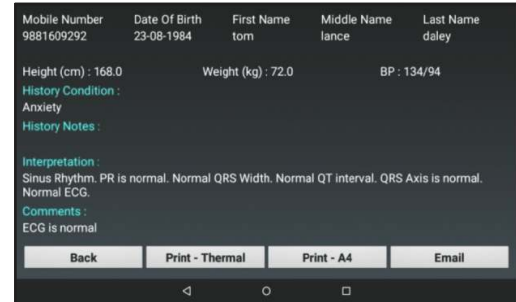 Mobile Number Date Of Birth First Name Middle Name Last Name
9881609292 23-08-1984 tom lance daley
Height (cm) : 168.0 Weight (kg) : 72.0 BP : 134/94
History Condition :
Anxiety
History Notes :
Interpretation :
Sinus Rhythm. PR is normal. Normal QRS Width. Normal QT interval. QRS Axis is normal.
Normal ECG.
Comments :
ECG is normal
Back Print - Thermal Print - A4 Email